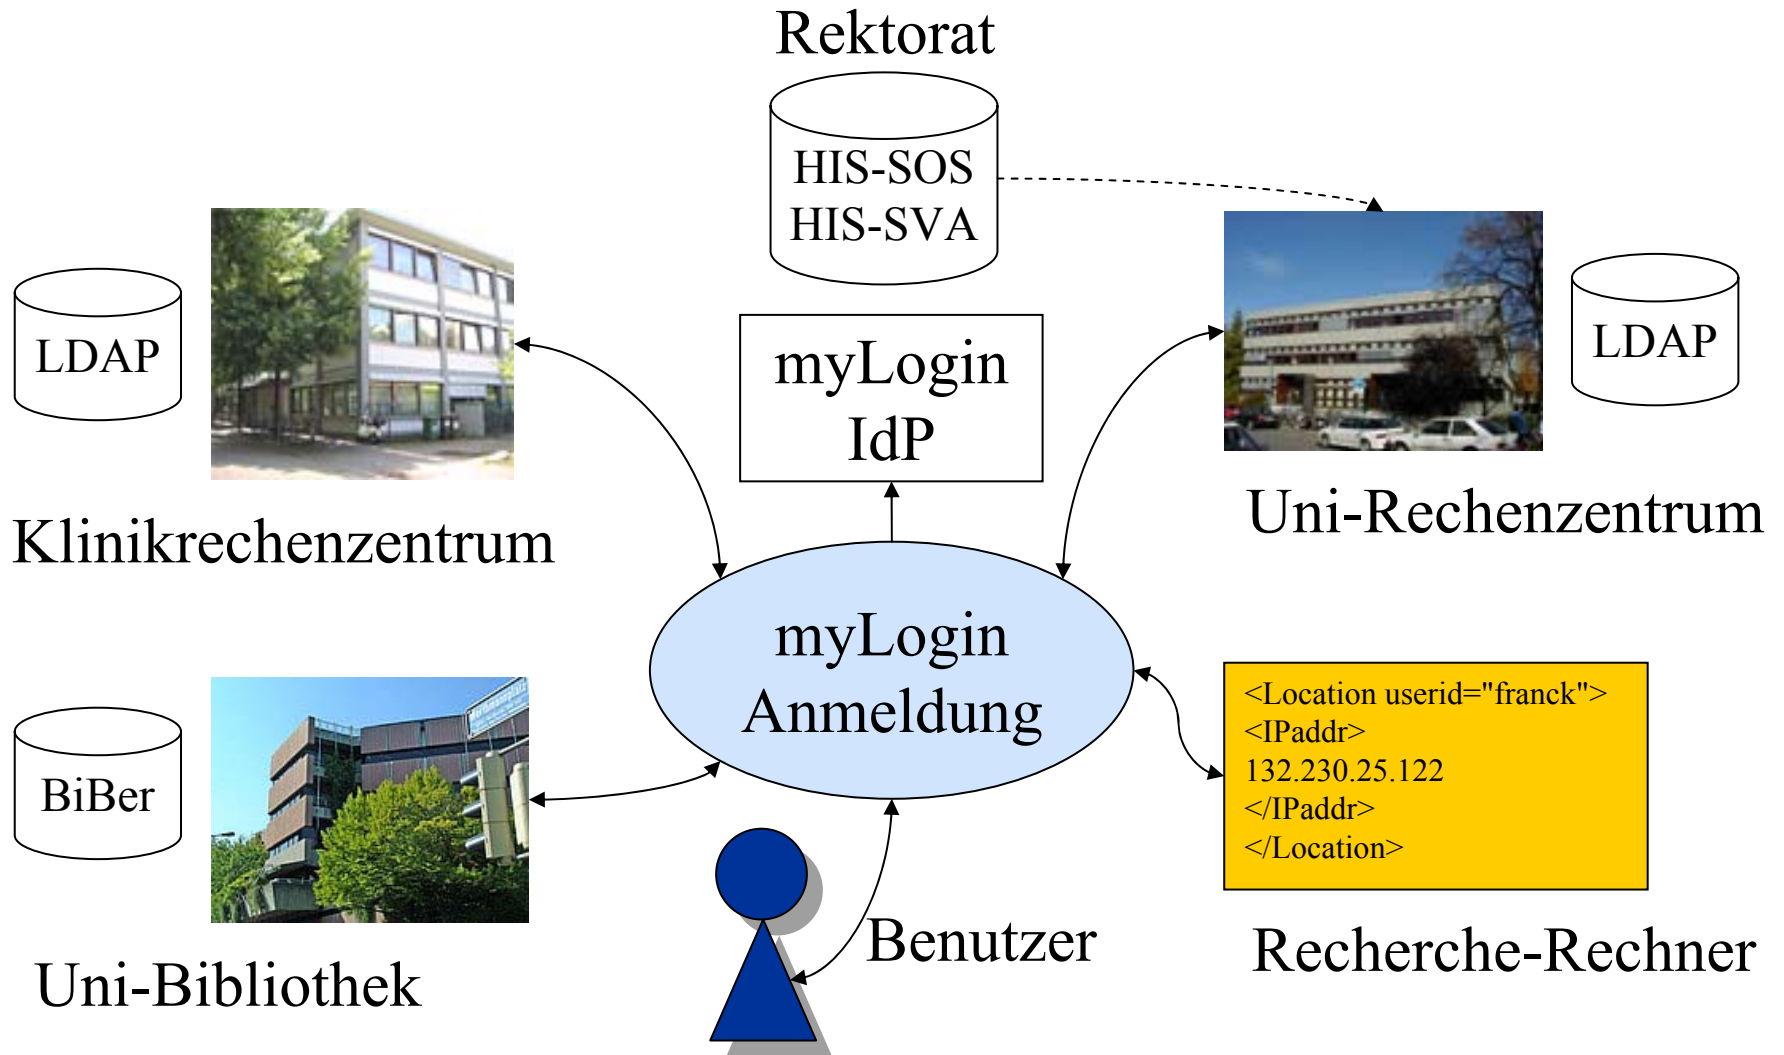 Rektorat
HIS-SOS
HIS-SVA
LDAP
Klinikrechenzentrum
myLogin
IdP
LDAP
Uni-Rechenzentrum
myLogin
Anmeldung
BiBer
Uni-Bibliothek
Benutzer
<Location userid="franck">
<IPaddr>
132.230.25.122
</IPaddr>
</Location>
Recherche-Rechner